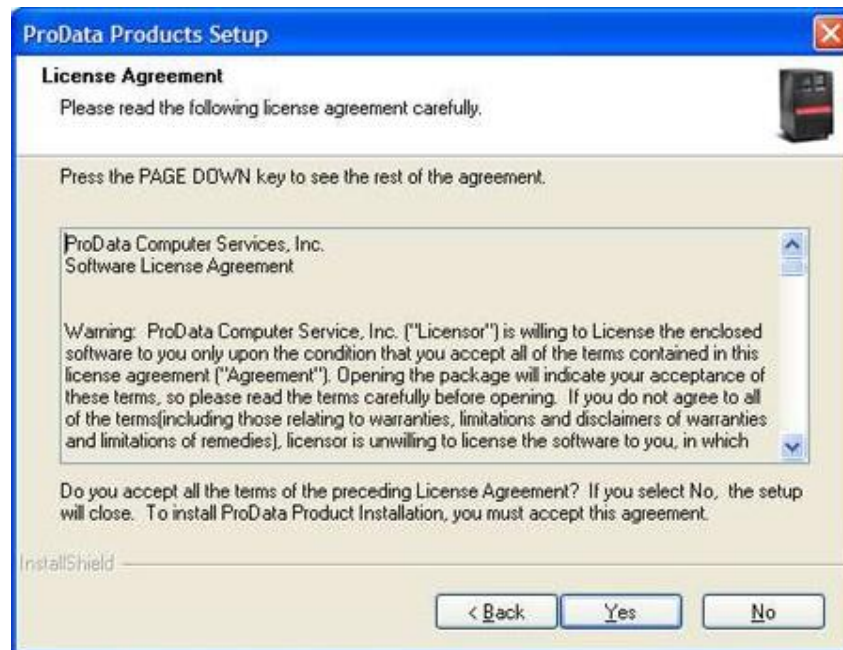 ProData Products Setup
License Agreement
Please read the following license agreement carefully.
Press the PAGE DOWN key to see the rest of the agreement.
ProData Computer Services, Inc.
Software License Agreement
Warning:  ProData Computer Service, Inc. ("Licensor") is willing to License the enclosed
software to you only upon the condition that you accept all of the terms contained in this
license agreement ("Agreement"). Opening the package will indicate your acceptance of
these terms, so please read the terms carefully before opening.  If you do not agree to all
of the terms(including those relating to warranties, limitations and disclaimers of warranties
and limitations of remedies), licensor is unwilling to license the software to you, in which
Do you accept all the terms of the preceding License Agreement?  If you select No,  the setup
will close.  To install ProData Product Installation, you must accept this agreement.
InstallShield
< Back
Yes
No